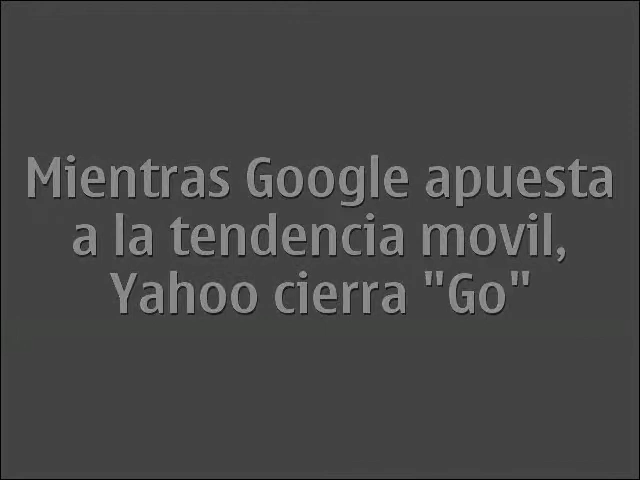 Mientras Google apuesta
a la tendencia movil,
Yahoo cierra "Go"